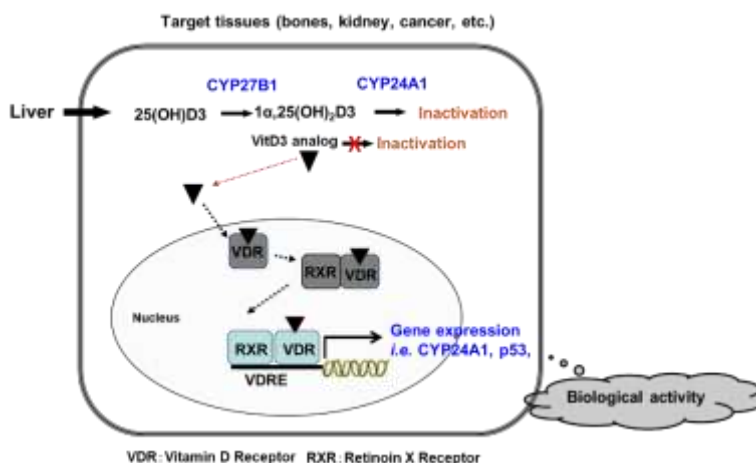 Target tissues (bones, kidney, cancer, etc.)
CYP27B1 CYP24A1
Liver 25(OH)D3 1α,25(OH)₂D3 Inactivation
VitD3 analog X Inactivation
VDR
RXR VDR
Nucleus
RXR VDR
VDRE
Gene expression
i.e. CYP24A1, p53,
Biological activity
VDR: Vitamin D Receptor RXR: Retinoin X Receptor